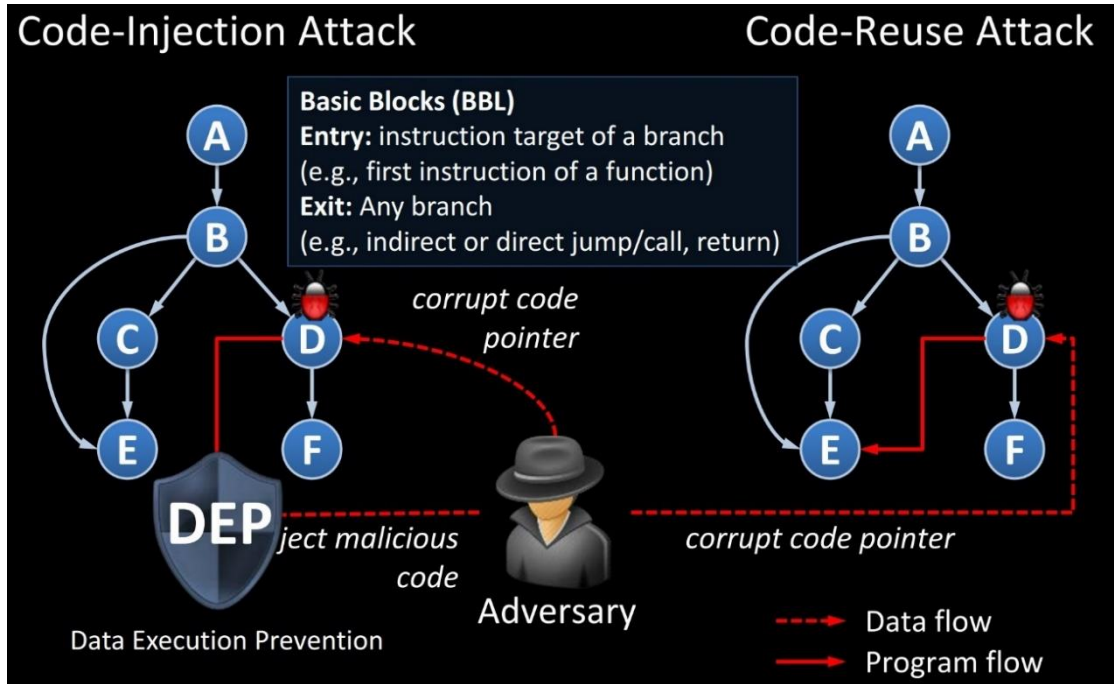 Code-Injection Attack
Code-Reuse Attack
Basic Blocks (BBL)
Entry: instruction target of a branch
(e.g., first instruction of a function)
Exit: Any branch
(e.g., indirect or direct jump/call, return)
A
B
C
D
E
F
corrupt code
pointer
DEP
ject malicious
code
Data Execution Prevention
Adversary
A
B
C
D
E
F
corrupt code pointer
Data flow
Program flow